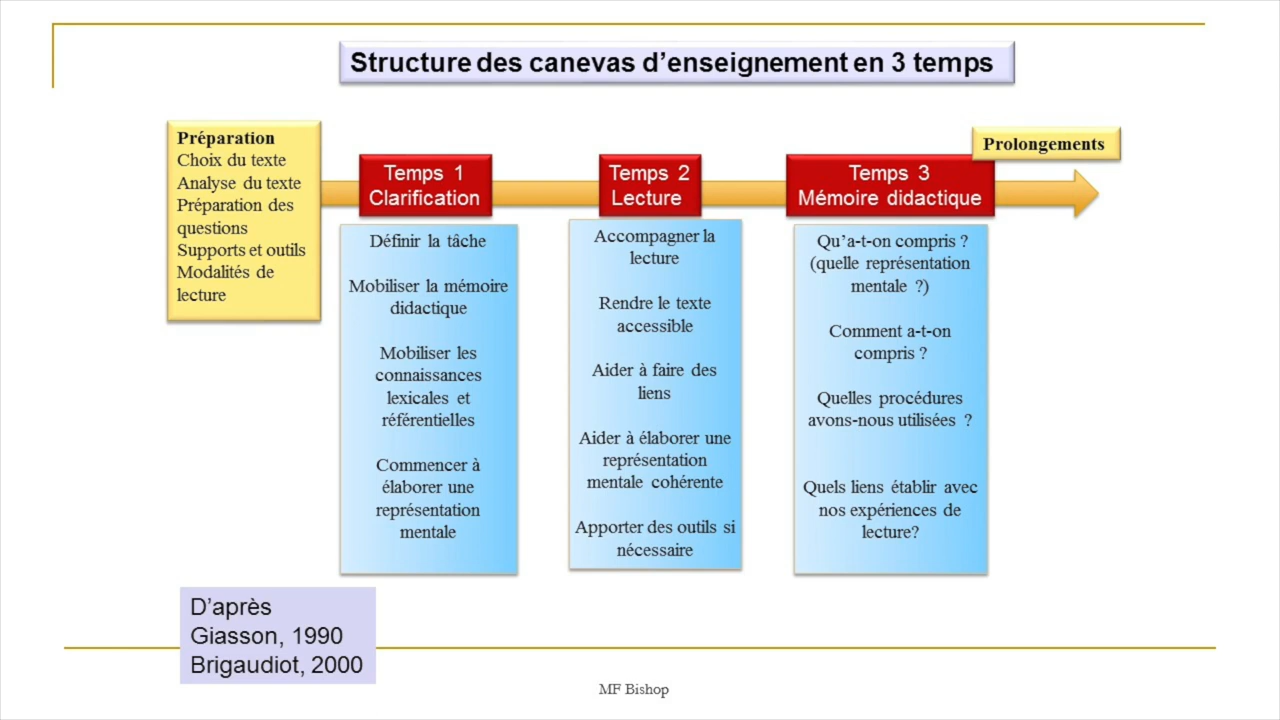 Structure des canevas d’enseignement en 3 temps
Préparation
Choix du texte
Analyse du texte
Préparation des
questions
Supports et outils
Modalités de
lecture
Temps 1
Clarification
Définir la tâche
Mobiliser la mémoire
didactique
Mobiliser les
connaissances
lexicales et
référentielles
Commencer à
élaborer une
représentation
mentale
Temps 2
Lecture
Accompagner la
lecture
Rendre le texte
accessible
Aider à faire des
liens
Aider à élaborer une
représentation
mentale cohérente
Apporter des outils si
nécessaire
Temps 3
Mémoire didactique
Qu’a-t-on compris ?
(quelle représentation
mentale ?)
Comment a-t-on
compris ?
Quelles procédures
avons-nous utilisées ?
Quels liens établir avec
nos expériences de
lecture?
Prolongements
D’après
Giasson, 1990
Brigaudiot, 2000
MF Bishop